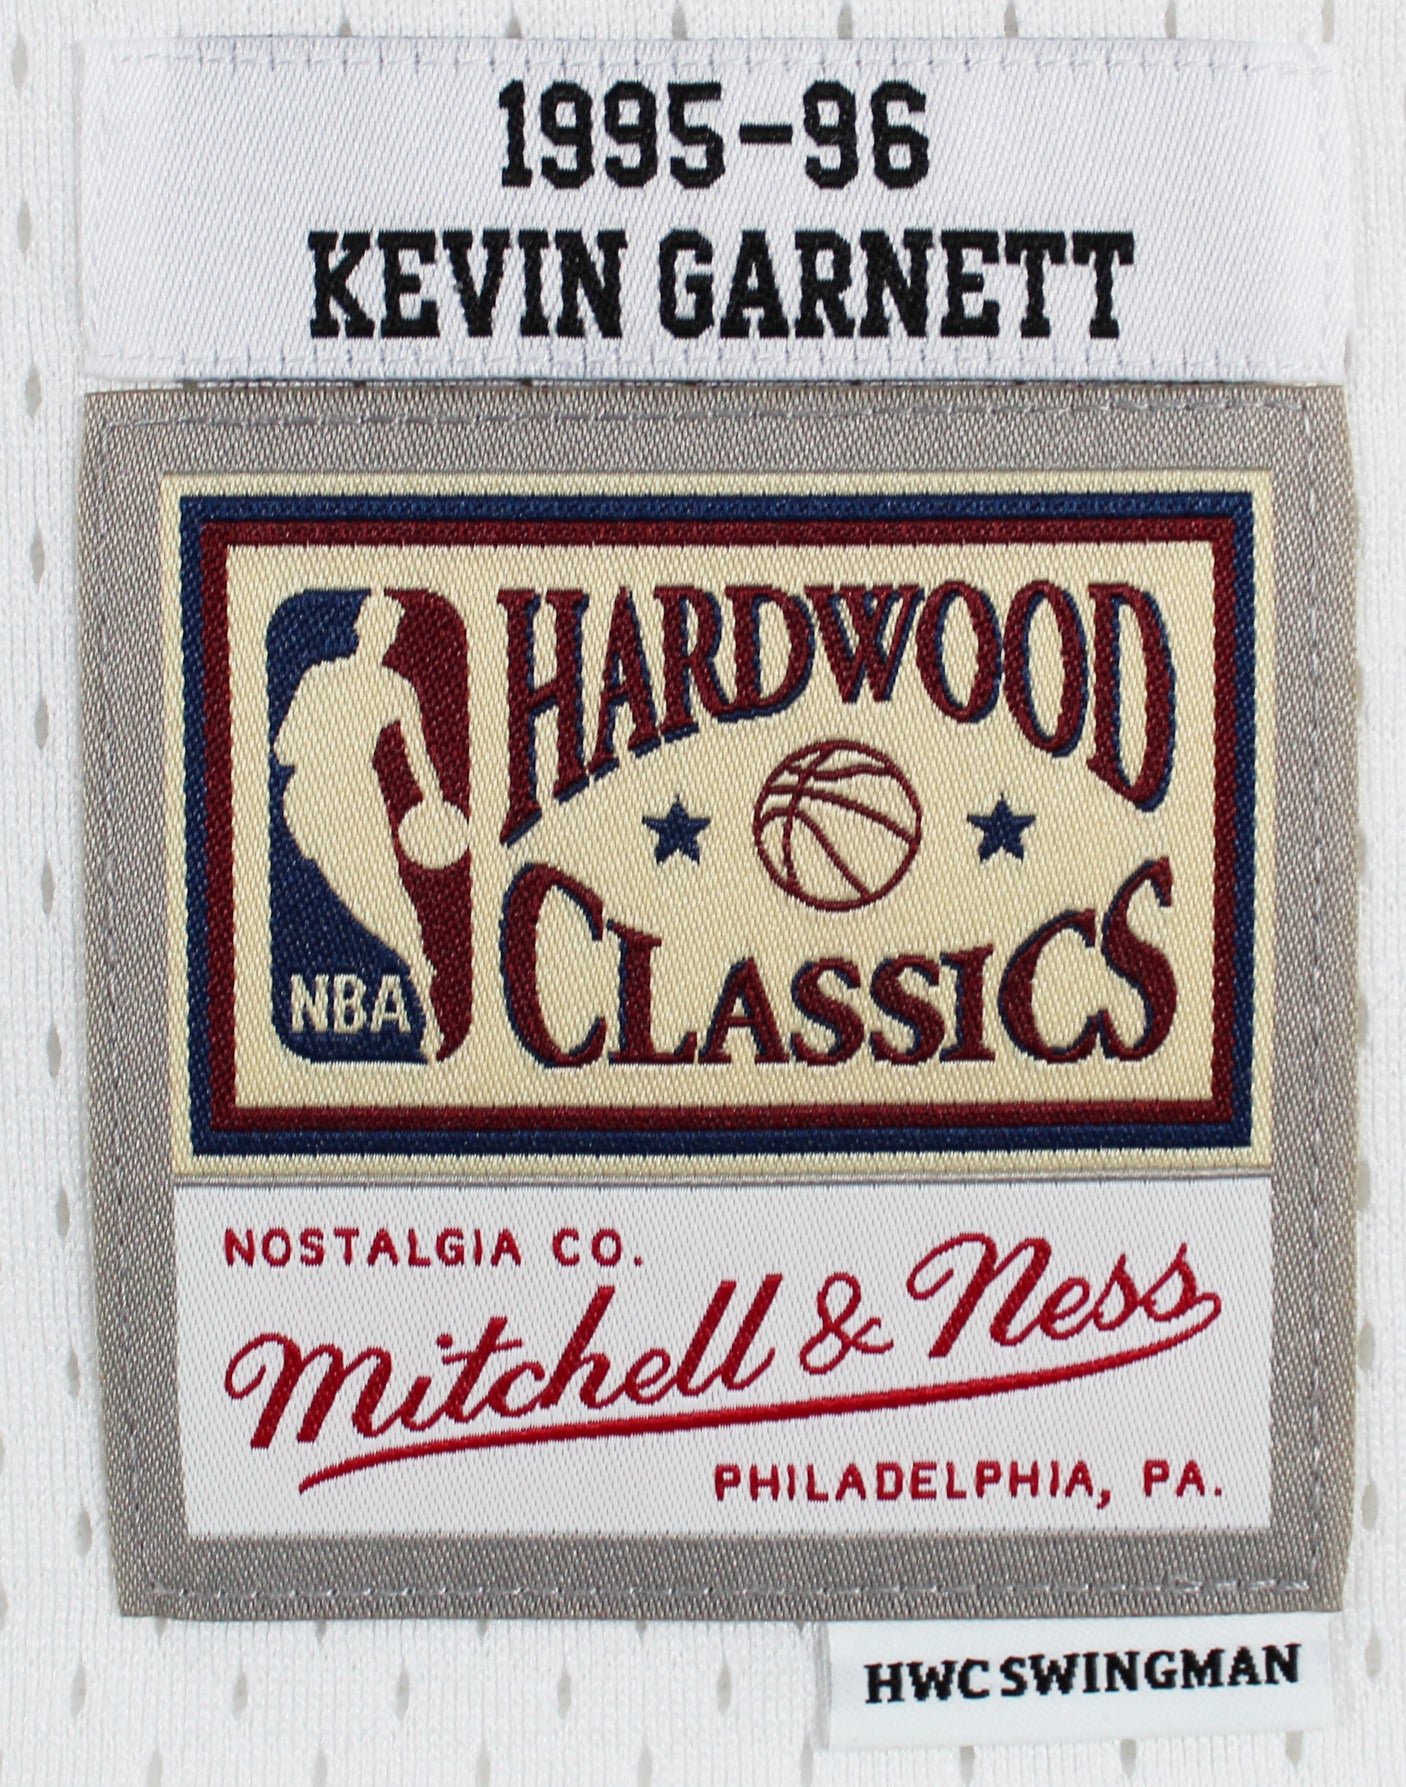 1995-96
KEVIN GARNETT
HARDWOOD
CLASSICS
NBA
NOSTALGIA CO.
Mitchell & Ness
PHILADELPHIA, PA.
HWC SWINGMAN